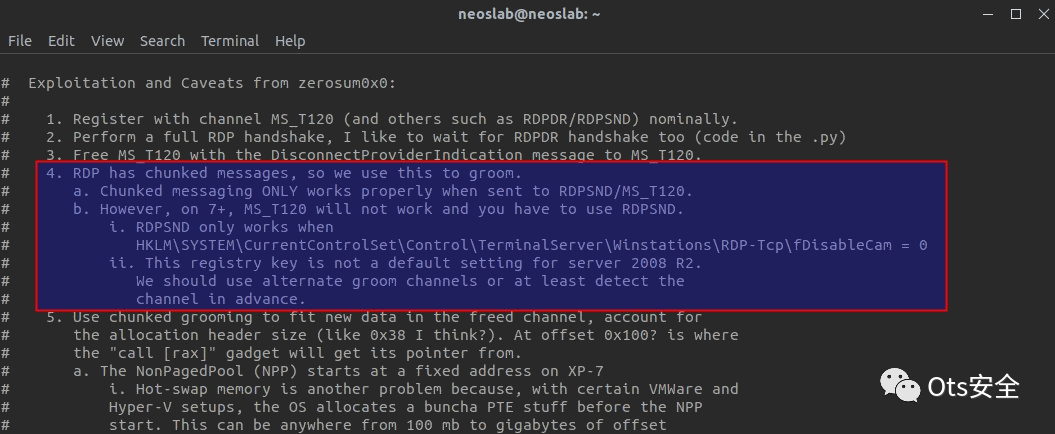 neoslab@neoslab: ~
File Edit View Search Terminal Help
# Exploitation and Caveats from zerosum0x0:
#
# 1. Register with channel MS_T120 (and others such as RDPDR/RDPSND) nominally.
# 2. Perform a full RDP handshake, I like to wait for RDPDR handshake too (code in the .py)
# 3. Free MS_T120 with the DisconnectProviderIndication message to MS_T120.
# 4. RDP has chunked messages, so we use this to groom.
# a. Chunked messaging ONLY works properly when sent to RDPSND/MS_T120.
# b. However, on 7+, MS_T120 will not work and you have to use RDPSND.
# i. RDPSND only works when
# HKLM\SYSTEM\CurrentControlSet\Control\TerminalServer\Winstations\RDP-Tcp\fDisableCam = 0
# ii. This registry key is not a default setting for server 2008 R2.
# We should use alternate groom channels or at least detect the
# channel in advance.
# 5. Use chunked grooming to fit new data in the freed channel, account for
# the allocation header size (like 0x38 I think?). At offset 0x100? is where
# the "call [rax]" gadget will get its pointer from.
# a. The NonPagedPool (NPP) starts at a fixed address on XP-7
# i. Hot-swap memory is another problem because, with certain VMWare and
# Hyper-V setups, the OS allocates a buncha PTE stuff before the NPP
# start. This can be anywhere from 100 mb to gigabytes of offset
Ots安全